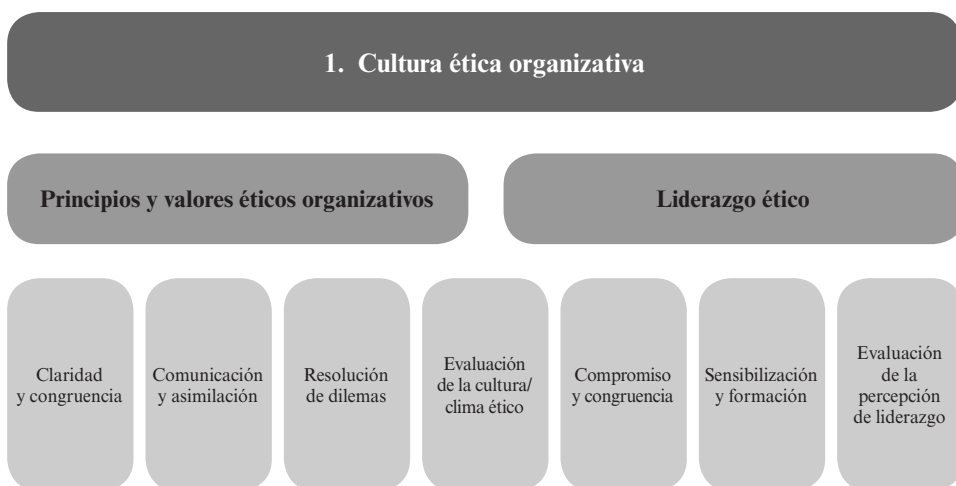 1. Cultura ética organizativa
Principios y valores éticos organizativos
Liderazgo ético
Claridad
y congruencia
Comunicación
y asimilación
Resolución
de dilemas
Evaluación
de la cultura/
clima ético
Compromiso
y congruencia
Sensibilización
y formación
Evaluación
de la
percepción
de liderazgo